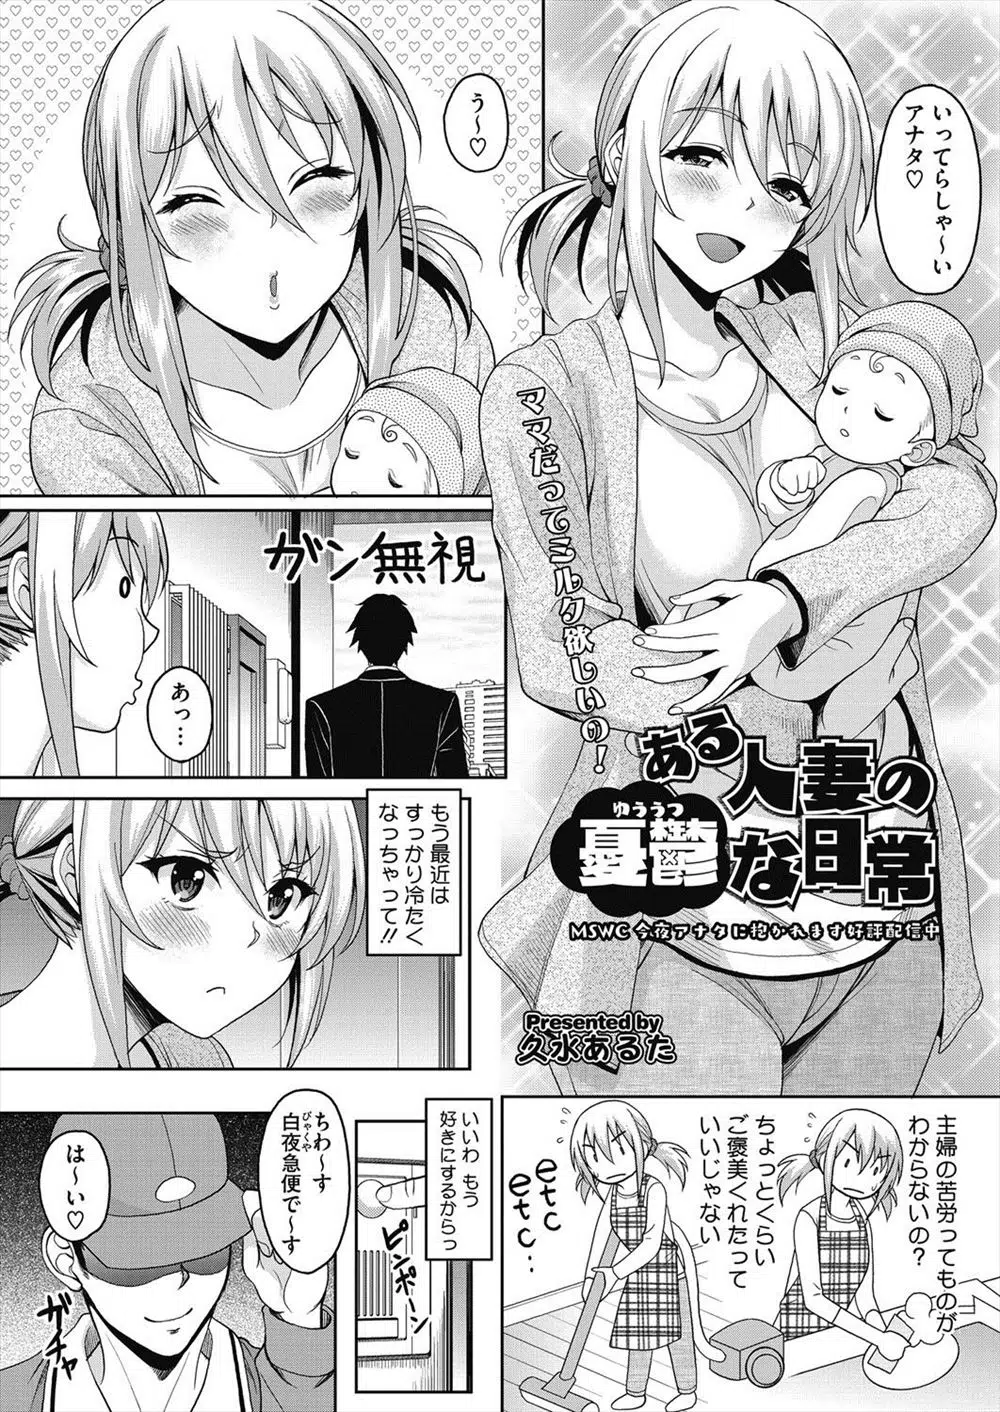 いってらしゃ～い
アナタ♡
う～♡
ママだってミルク欲しいの!
ある人妻の
ゆううつ
憂鬱な日常
MSWC 今夜アナタに抱かれます好評配信中
Presented by
久水あるた
ガン無視
あっ…
もう最近は
すっかり冷たく
なっちゃって!!
主婦の苦労ってものが
わからないの?
ちょっとくらい
ご褒美くれたって
いいじゃない
etc
etc..
いいわ もう
好きにするからっ
ピンポーン
ちわ～す
びゃくや
白夜急便で～す
は～い♡
ガチャ